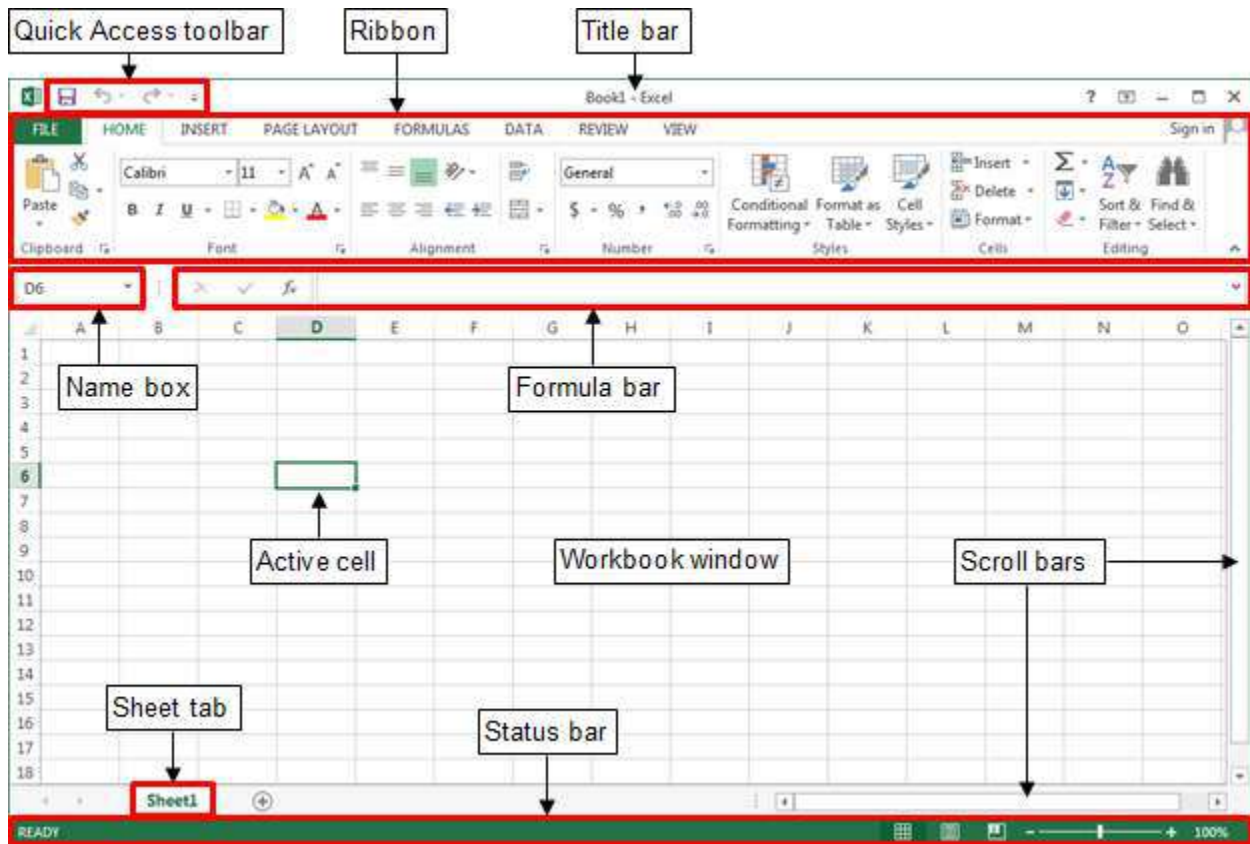 Quick Access toolbar Ribbon Title bar
Book1 - Excel ?
FILE HOME INSERT PAGE LAYOUT FORMULAS DATA REVIEW VIEW Sign in
Calibri 11 A A General Σ Insert
Paste Delete
B I U A $ % , Conditional Format as Cell Format Sort & Find &
Formatting Table Styles Filter Select
Clipboard Font Alignment Number Styles Cells Editing
D6 fx
A B C D E F G H I J K L M N O
1
2
Name box Formula bar
3
4
5
6
7
8
9
Active cell Workbook window Scroll bars
10
11
12
13
14
15
Sheet tab
16
Status bar
17
18
Sheet1
READY 100%